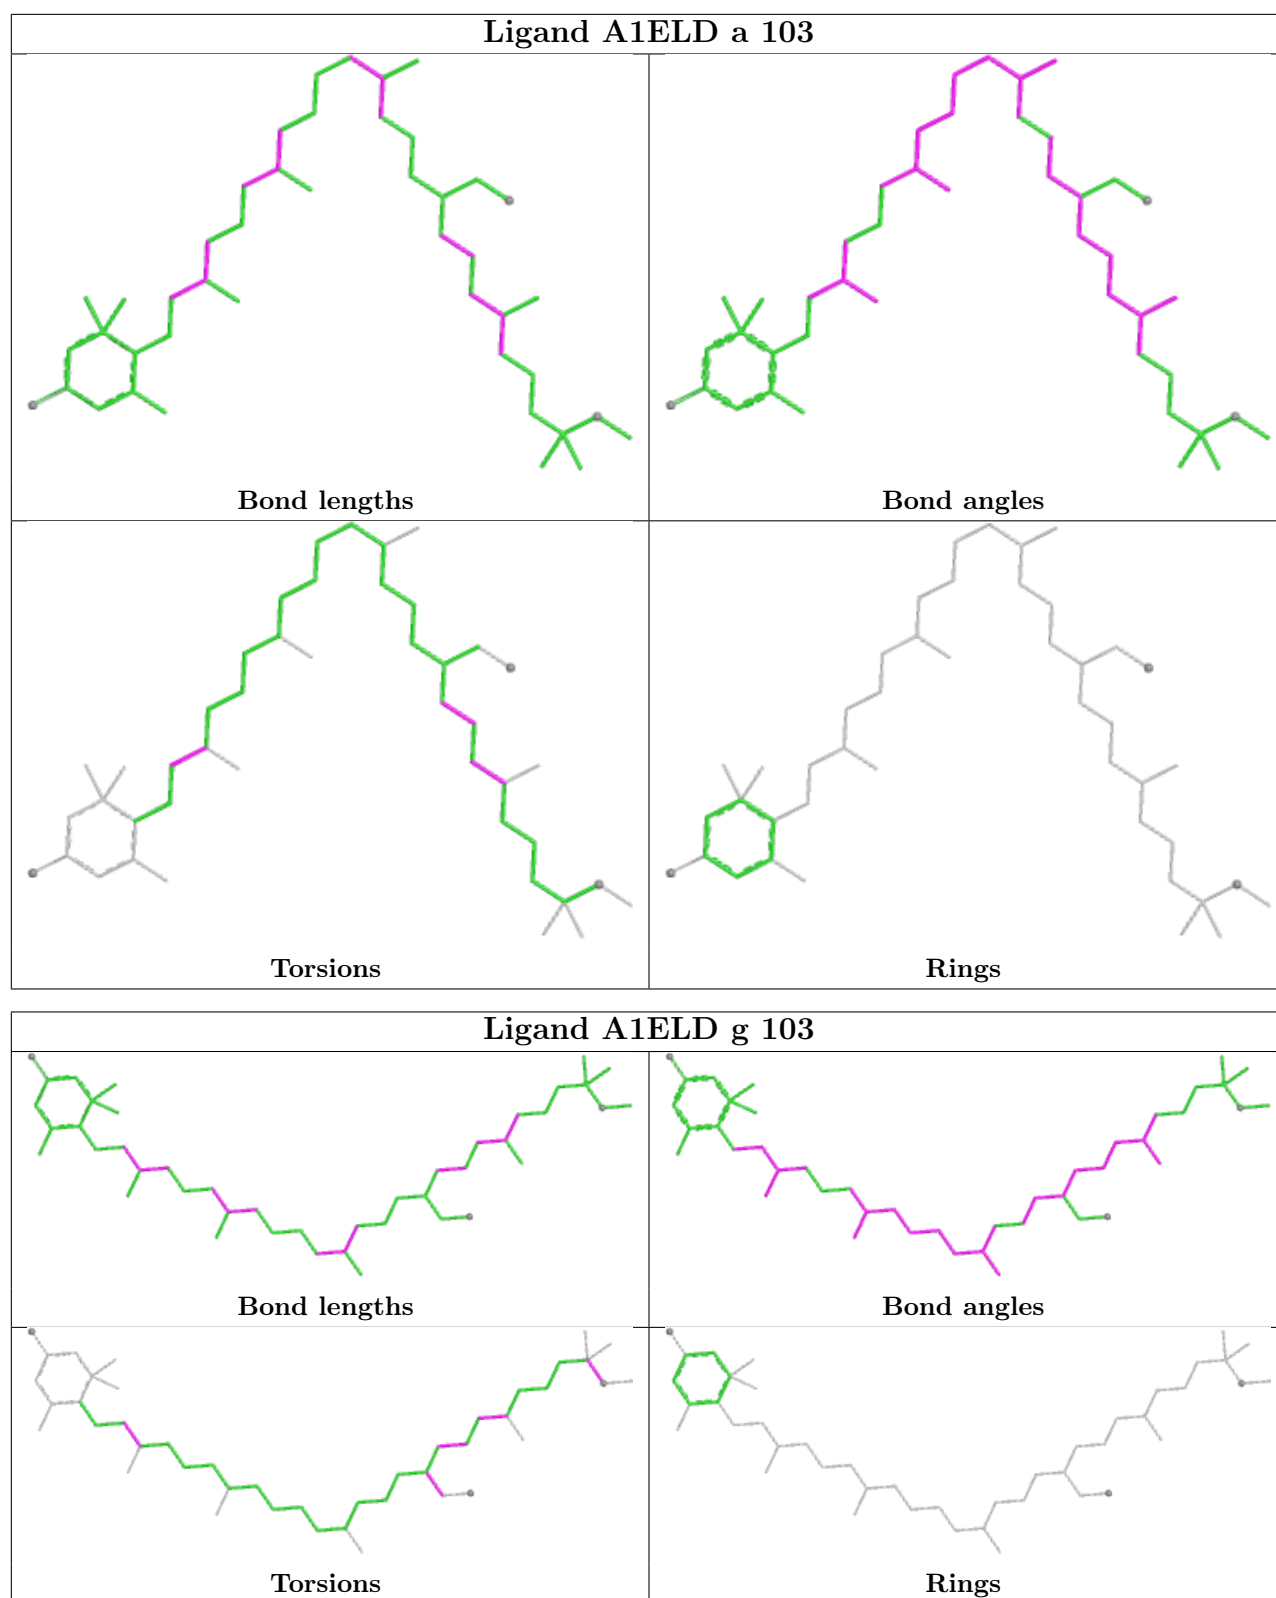 Ligand A1ELD a 103
Bond lengths
Bond angles
Torsions
Rings
Ligand A1ELD g 103
Bond lengths
Bond angles
Torsions
Rings